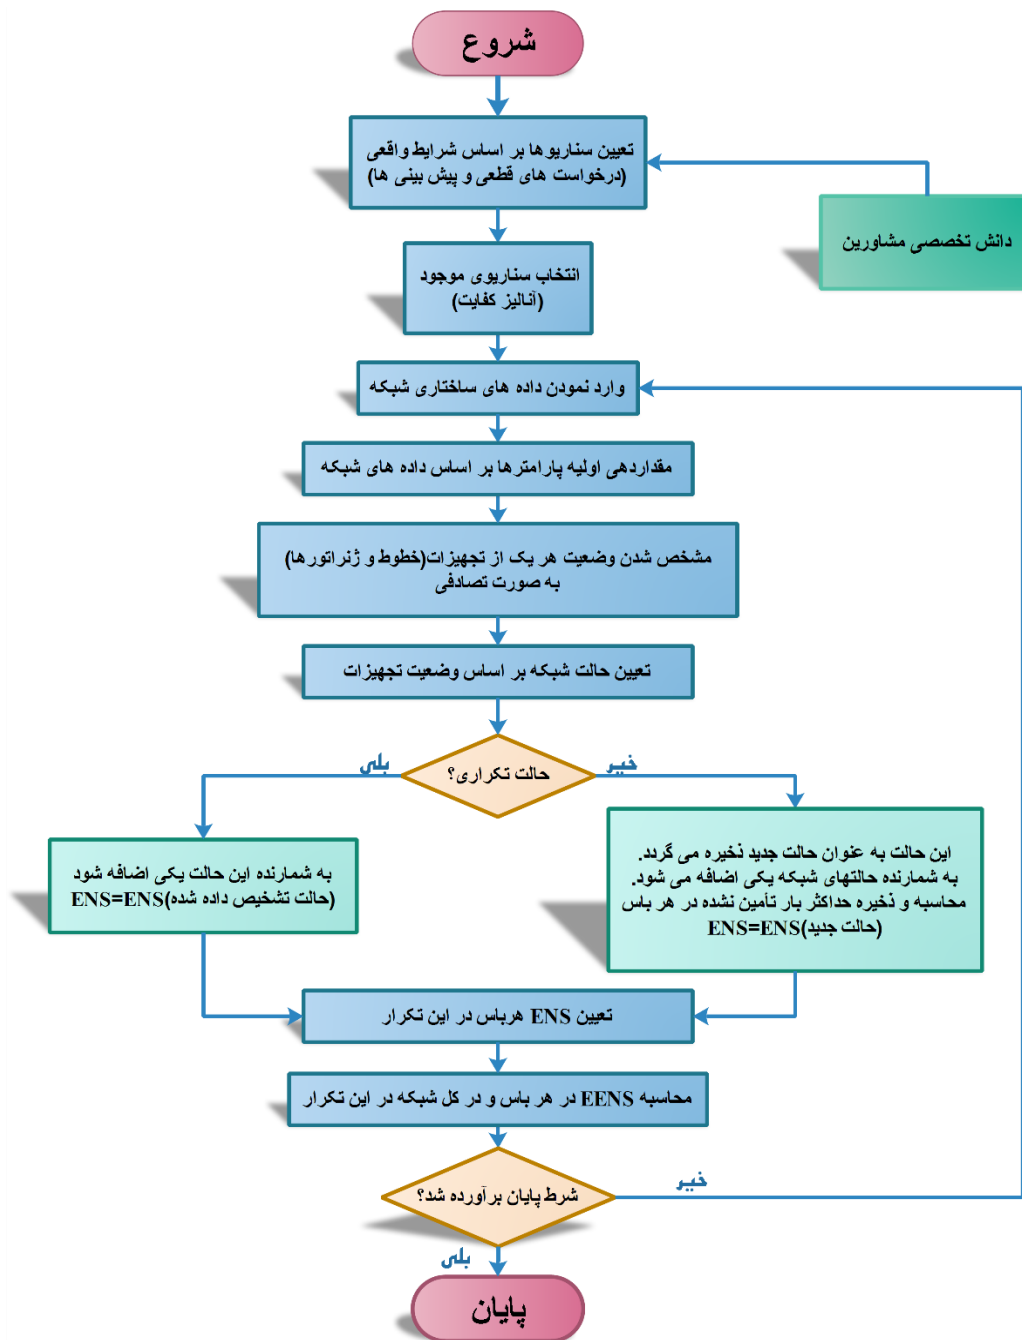 شروع
تعیین سناریو ها بر اساس شرایط واقعی
(درخواست های قطعی و پیش بینی ها)
دانش تخصصی مشاورین
انتخاب سناریوی موجود
(آنالیز کفایت)
وارد نمودن داده های ساختاری شبکه
مقداردهی اولیه پارامترها بر اساس داده های شبکه
مشخص شدن وضعیت هر یک از تجهیزات(خطوط و ژنراتورها)
به صورت تصادفی
تعیین حالت شبکه بر اساس وضعیت تجهیزات
حالت تکراری؟
خیر
بلی
این حالت به عنوان حالت جدید ذخیره می گردد.
به شمارنده حالتهای شبکه یکی اضافه می شود.
محاسبه و ذخیره حداکثر بار تأمین نشده در هر باس
ENS=ENS(حالت جدید)
به شمارنده این حالت یکی اضافه شود
ENS=ENS(حالت تشخیص داده شده)
تعیین ENS هرباس در این تکرار
محاسبه EENS در هر باس و در کل شبکه در این تکرار
شرط پایان برآورده شد؟
خیر
بلی
پایان